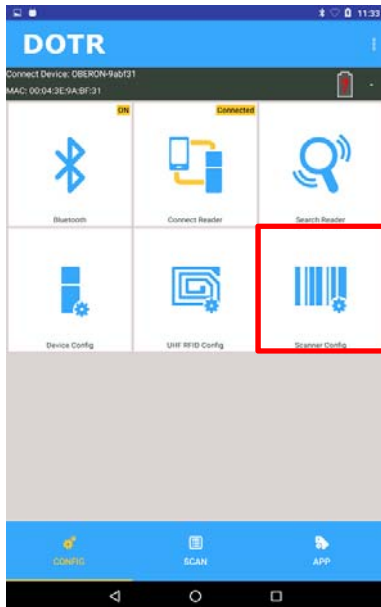 11:33
DOTR
Connect Device: OBERON-9abf31
MAC: 00:04:3E:9A:BF:31
ON
Connected
Bluetooth
Connect Reader
Search Reader
Device Config
UHF RFID Config
Scanner Config
CONFIG
SCAN
APP